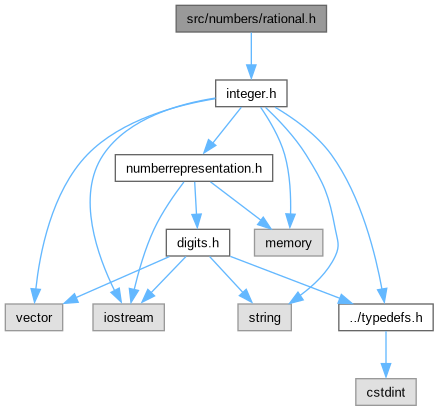 src/numbers/rational.h
integer.h
numberrepresentation.h
digits.h
memory
vector
iostream
string
../typedefs.h
cstdint